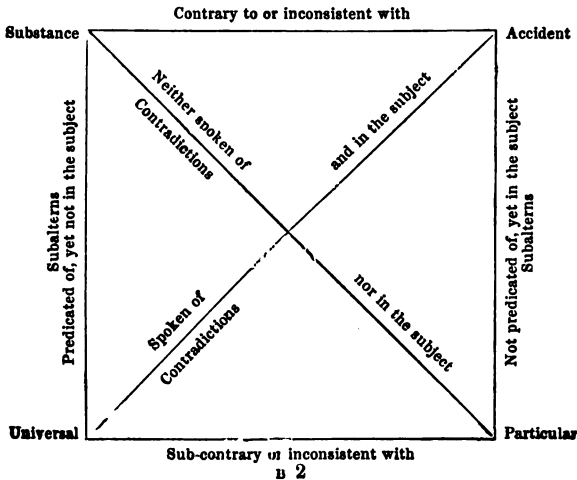 Contrary to or inconsistent with
Substance
Accident
Neither spoken of
Contradictions
and in the subject
Predicated of, yet not in the subject
Subalterns
Not predicated of, yet in the subject
Subalterns
Spoken of
Contradictions
nor in the subject
Universal
Particular
Sub-contrary or inconsistent with
B 2